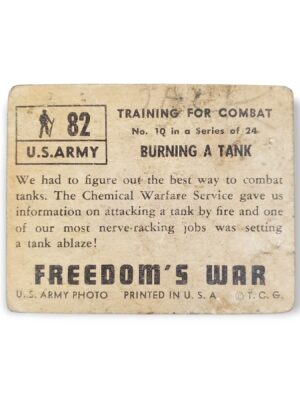 82
U.S.ARMY
TRAINING FOR COMBAT
No. 10 in a Series of 24
BURNING A TANK
We had to figure out the best way to combat
tanks. The Chemical Warfare Service gave us
information on attacking a tank by fire and one
of our most nerve-racking jobs was setting
a tank ablaze!
FREEDOM'S WAR
U.S. ARMY PHOTO PRINTED IN U. S. A © T. C. G.